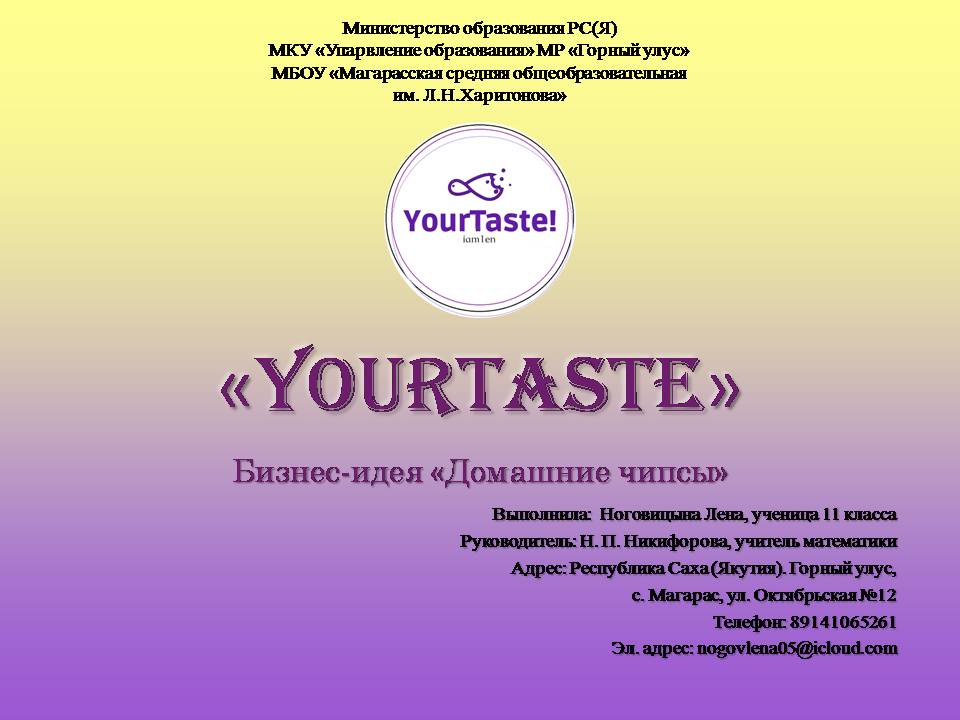 Министерство образования РС(Я)
МКУ «Упарвление образования» МР «Горный улус»
МБОУ «Магарасская средняя общеобразовательная
им. Л.Н.Харитонова»
YourTaste!
iam1en
«YOURTASTE»
Бизнес-идея «Домашние чипсы»
Выполнила: Ноговицына Лена, ученица 11 класса
Руководитель: Н. П. Никифорова, учитель математики
Адрес: Республика Саха (Якутия). Горный улус,
с. Магарас, ул. Октябрьская №12
Телефон: 89141065261
Эл. адрес: nogovlena05@icloud.com